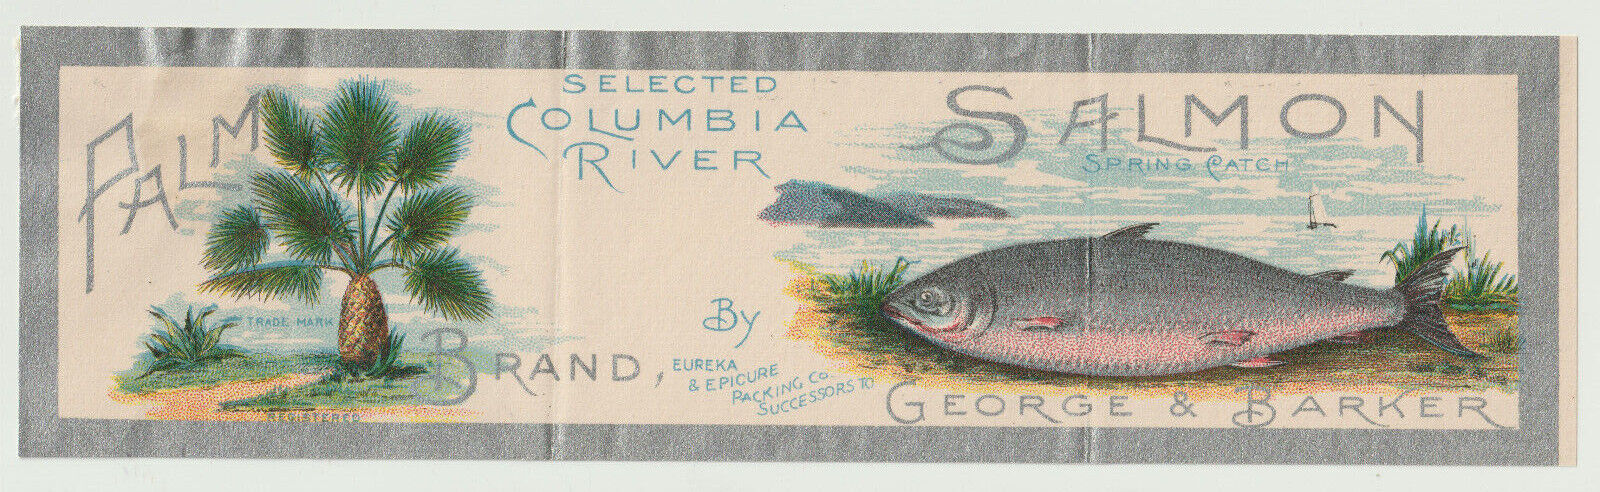 PALM
TRADE MARK
REGISTERED
BRAND,
SELECTED
COLUMBIA
RIVER
By
EUREKA
& EPICURE
PACKING Co
SUCCESSORS TO
SALMON
SPRING CATCH
GEORGE & BARKER